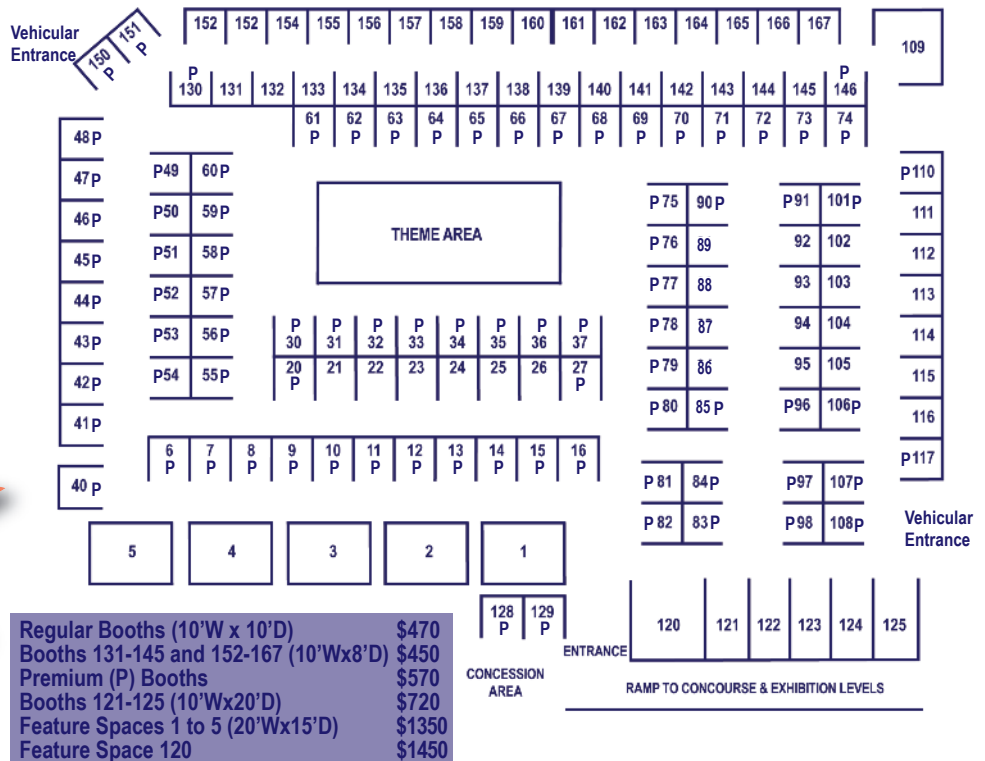 Vehicular
Entrance
150
P
151
P
152 152 154 155 156 157 158 159 160 161 162 163 164 165 166 167
109
P P
130 131 132 133 134 135 136 137 138 139 140 141 142 143 144 145 146
61 62 63 64 65 66 67 68 69 70 71 72 73 74
P P P P P P P P P P P P P P
48 P
47 P
46 P
45 P
44 P
43 P
42 P
41 P
40 P
P49 60 P
P50 59 P
P51 58 P
P52 57 P
P53 56 P
P54 55 P
THEME AREA
P P P P P P P P
30 31 32 33 34 35 36 37
20 21 22 23 24 25 26 27
P P
6 7 8 9 10 11 12 13 14 15 16
P P P P P P P P P P P
P 75 90 P
P 76 89
P 77 88
P 78 87
P 79 86
P 80 85 P
P 81 84 P
P 82 83 P
P 91 101 P
92 102
93 103
94 104
95 105
P96 106 P
P97 107 P
P98 108 P
P 110
111
112
113
114
115
116
P 117
Vehicular
Entrance
5 4 3 2 1
128 129
P P
CONCESSION
AREA
ENTRANCE
120 121 122 123 124 125
RAMP TO CONCOURSE & EXHIBITION LEVELS
Regular Booths (10'W x 10'D) $470
Booths 131-145 and 152-167 (10'Wx8'D) $450
Premium (P) Booths $570
Booths 121-125 (10'Wx20'D) $720
Feature Spaces 1 to 5 (20'Wx15'D) $1350
Feature Space 120 $1450